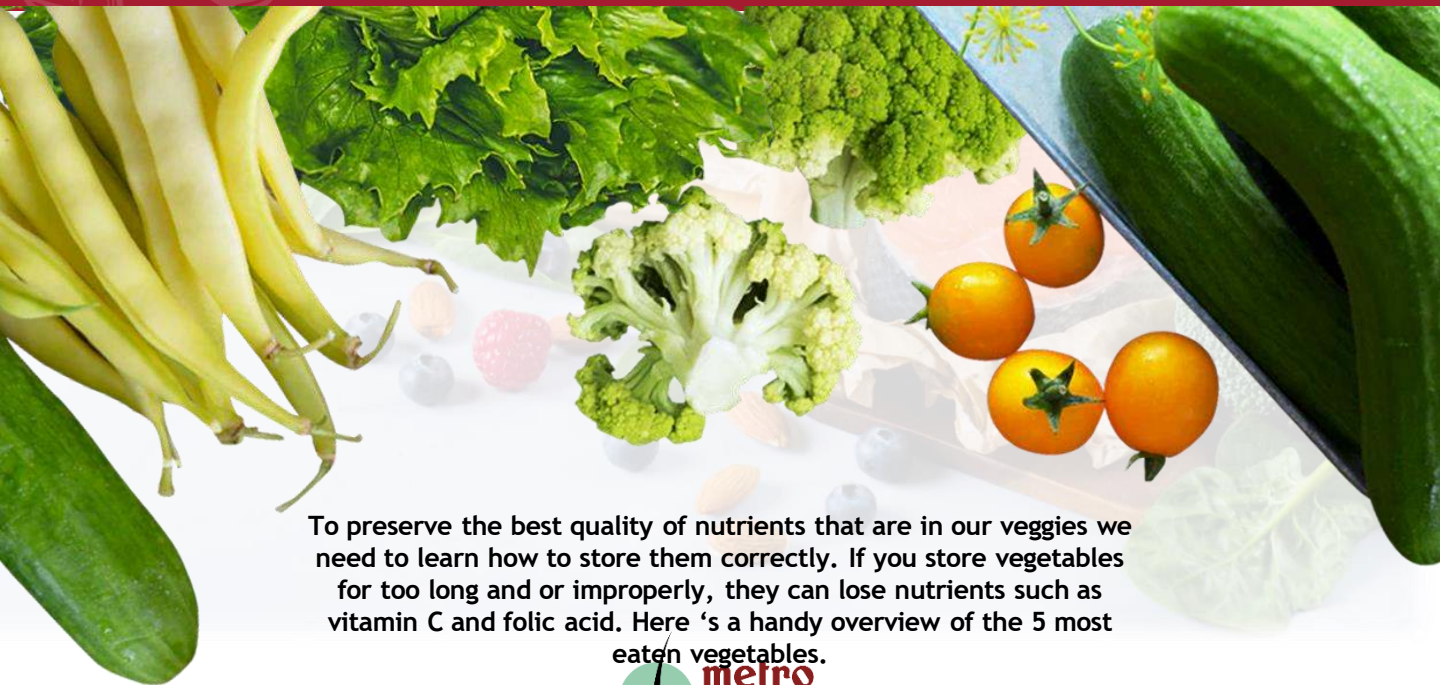 To preserve the best quality of nutrients that are in our veggies we
need to learn how to store them correctly. If you store vegetables
for too long and or improperly, they can lose nutrients such as
vitamin C and folic acid. Here ‘s a handy overview of the 5 most
eaten vegetables.
metro